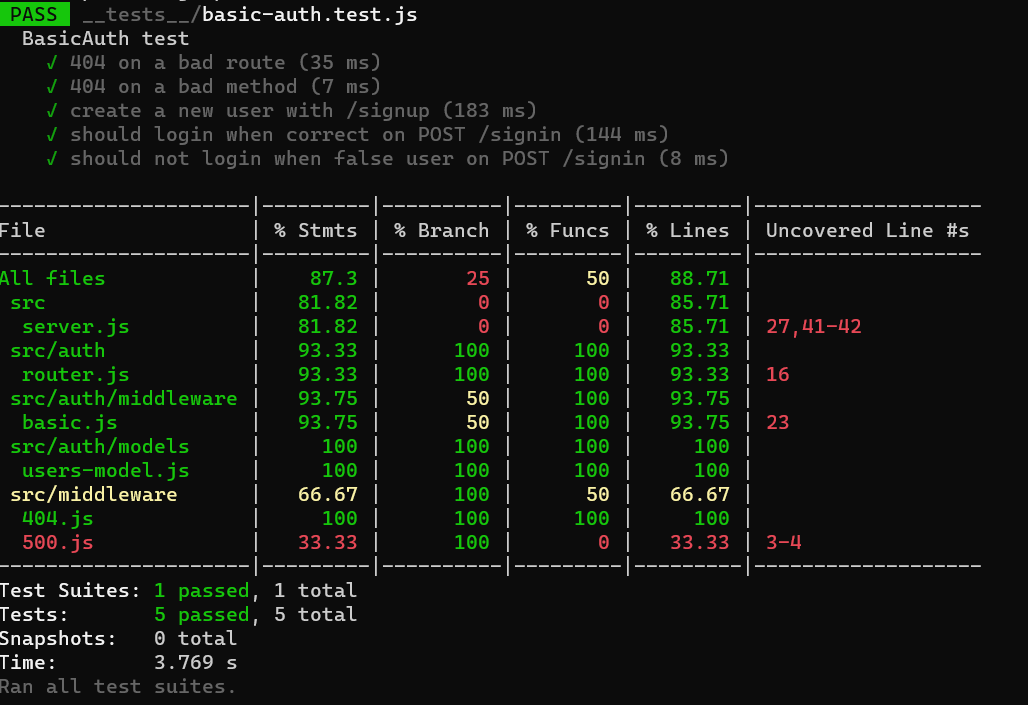 PASS __tests__/basic-auth.test.js
BasicAuth test
√ 404 on a bad route (35 ms)
√ 404 on a bad method (7 ms)
√ create a new user with /signup (183 ms)
√ should login when correct on POST /signin (144 ms)
√ should not login when false user on POST /signin (8 ms)
---------------------|---------|----------|---------|---------|-------------------
File                 | % Stmts | % Branch | % Funcs | % Lines | Uncovered Line #s
---------------------|---------|----------|---------|---------|-------------------
All files            |    87.3 |       25 |      50 |   88.71 |
 src                 |   81.82 |        0 |       0 |   85.71 |
  server.js          |   81.82 |        0 |       0 |   85.71 | 27,41-42
 src/auth            |   93.33 |      100 |     100 |   93.33 |
  router.js          |   93.33 |      100 |     100 |   93.33 | 16
 src/auth/middleware |   93.75 |       50 |     100 |   93.75 |
  basic.js           |   93.75 |       50 |     100 |   93.75 | 23
 src/auth/models     |     100 |      100 |     100 |     100 |
  users-model.js     |     100 |      100 |     100 |     100 |
 src/middleware      |   66.67 |      100 |      50 |   66.67 |
  404.js             |     100 |      100 |     100 |     100 |
  500.js             |   33.33 |      100 |       0 |   33.33 | 3-4
---------------------|---------|----------|---------|---------|-------------------
Test Suites: 1 passed, 1 total
Tests:       5 passed, 5 total
Snapshots:   0 total
Time:        3.769 s
Ran all test suites.